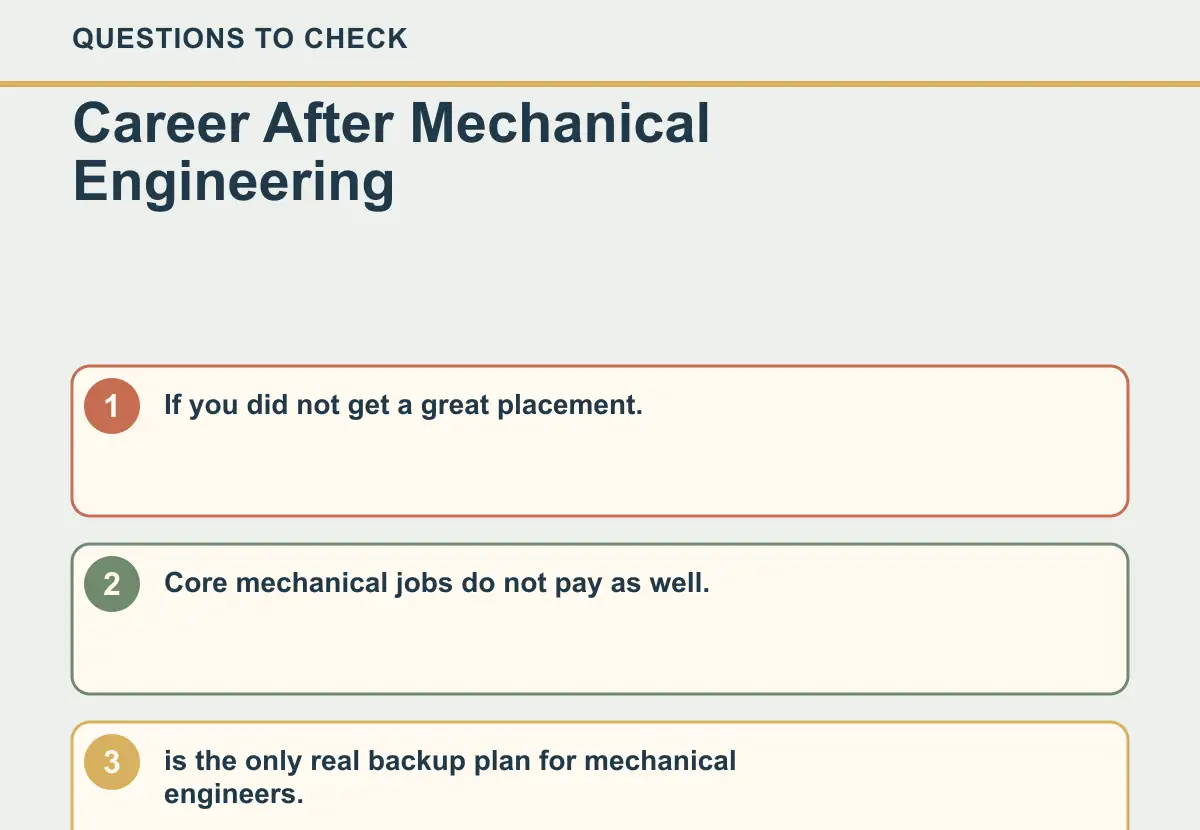 QUESTIONS TO CHECK
Career After Mechanical
Engineering
1
If you did not get a great placement.
2
Core mechanical jobs do not pay as well.
3
is the only real backup plan for mechanical
engineers.